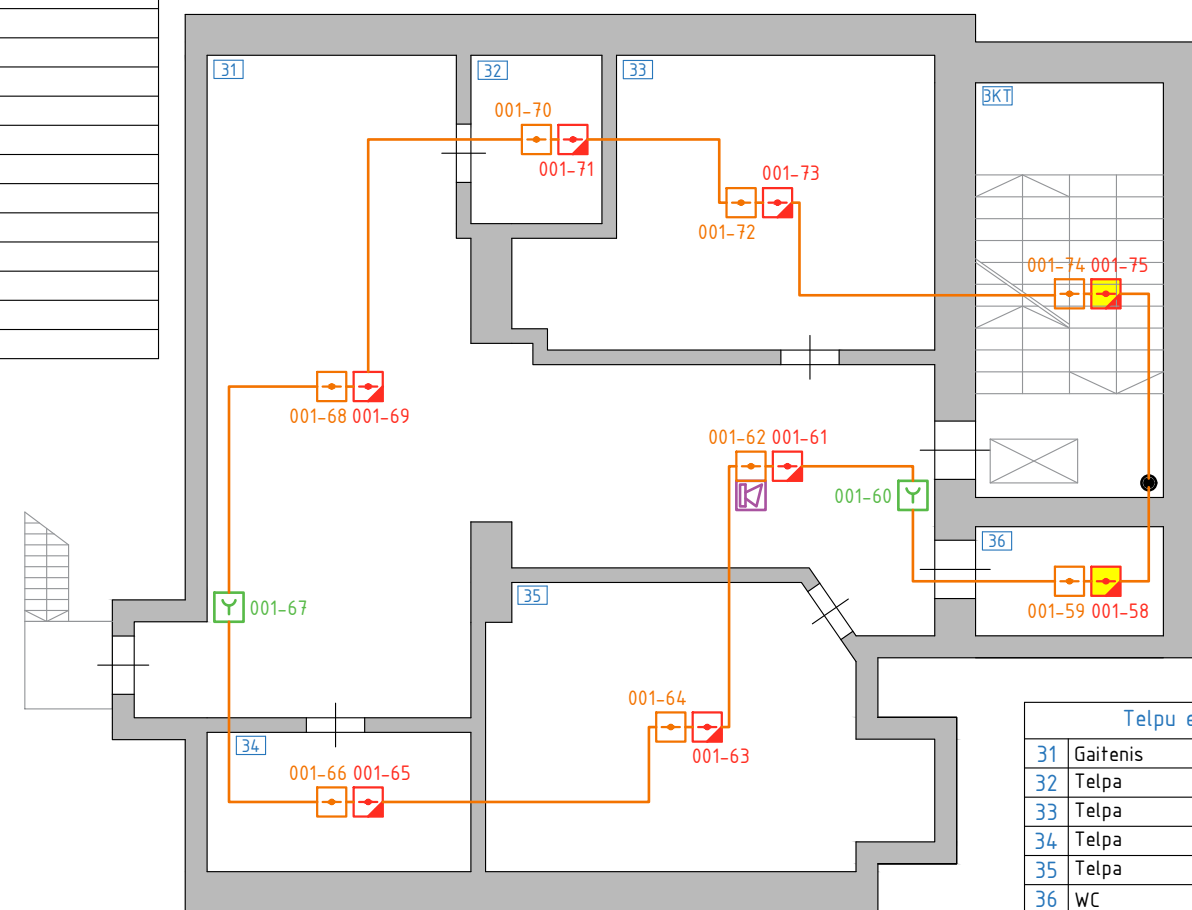 31
32
33
3KT
001-70
001-71
001-73
001-72
001-74 001-75
001-68 001-69
001-62 001-61
001-60
36
35
001-67
001-59 001-58
001-64
001-63
34
001-66 001-65
Telpu e
31 Gaitenis
32 Telpa
33 Telpa
34 Telpa
35 Telpa
36 WC